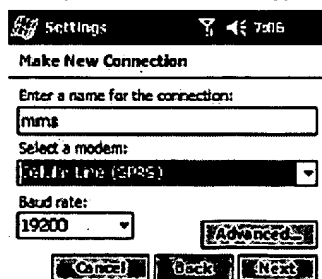 Settings 7:06
Make New Connection
Enter a name for the connection:
mms
Select a modem:
Cellular Line (GPRS)
Baud rate:
19200 Advanced...
Cancel Back Next